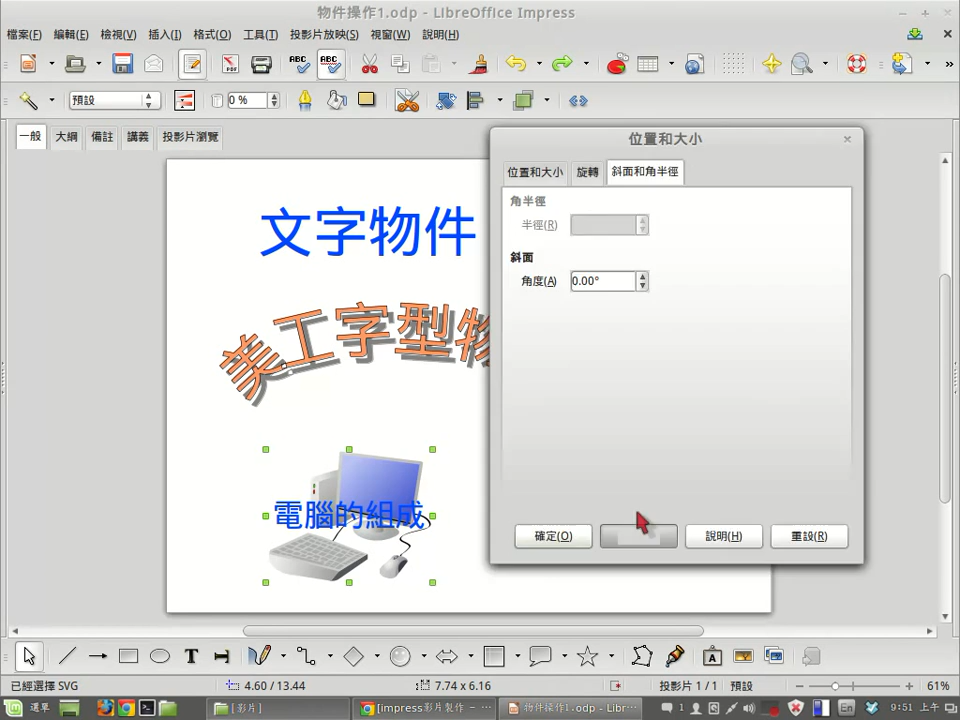 物件操作1.odp - LibreOffice Impress
檔案(F) 編輯(E) 檢視(V) 插入(I) 格式(O) 工具(T) 投影片放映(S) 視窗(W) 說明(H)
ABC ABC PDF
預設 0 %
一般 大綱 備註 講義 投影片瀏覽
位置和大小
位置和大小 旋轉 斜面和角半徑
角半徑
半徑(R)
斜面
角度(A) 0.00°
確定(O) 說明(H) 重設(R)
文字物件
美工字型物
電腦的組成
已經選擇 SVG 4.60 / 13.44 7.74 x 6.16 投影片 1 / 1 預設 61%
選單 [影片] [impress影片製作 – ... 物件操作1.odp - Libr... 1 En 9:51 上午